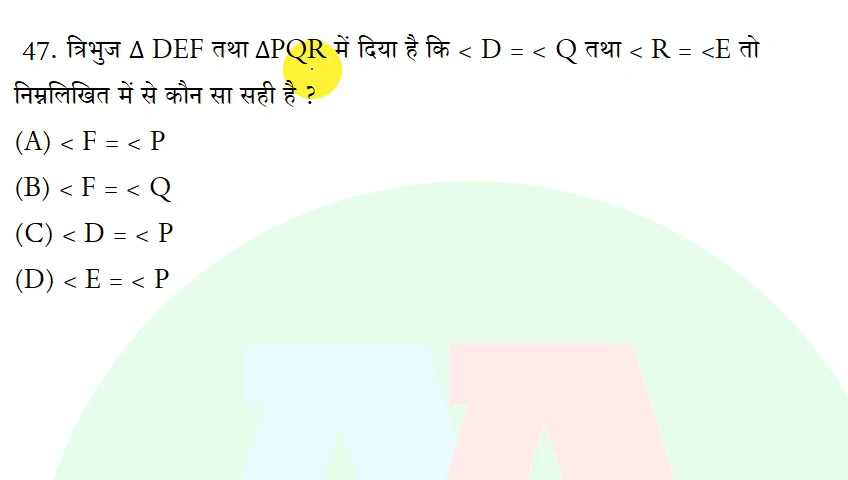 47. त्रिभुज Δ DEF तथा ΔPQR में दिया है कि < D = < Q तथा < R = <E तो
निम्नलिखित में से कौन सा सही है ?
(A) < F = < P
(B) < F = < Q
(C) < D = < P
(D) < E = < P